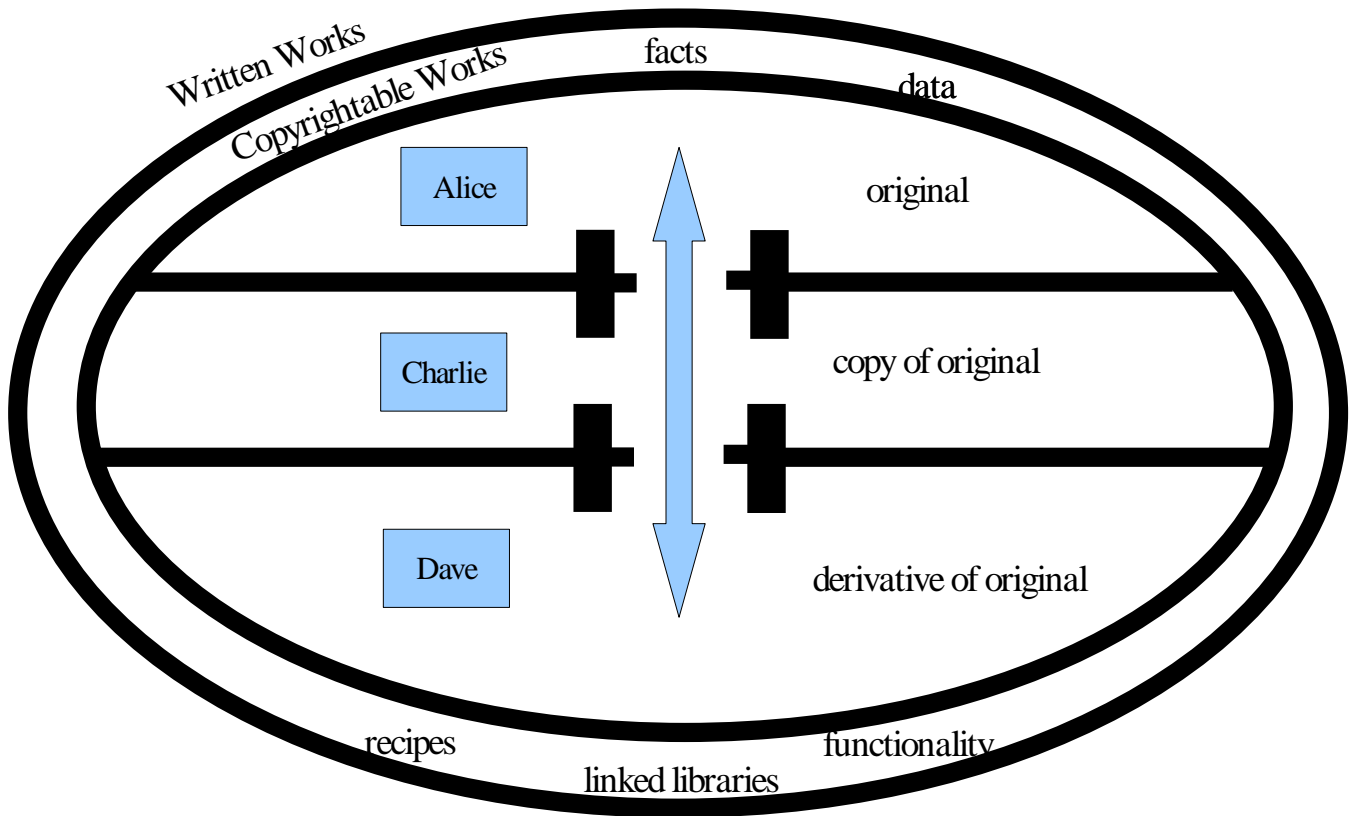 Written Works
Copyrightable Works
facts
data
Alice
original
Charlie
copy of original
Dave
derivative of original
recipes
functionality
linked libraries